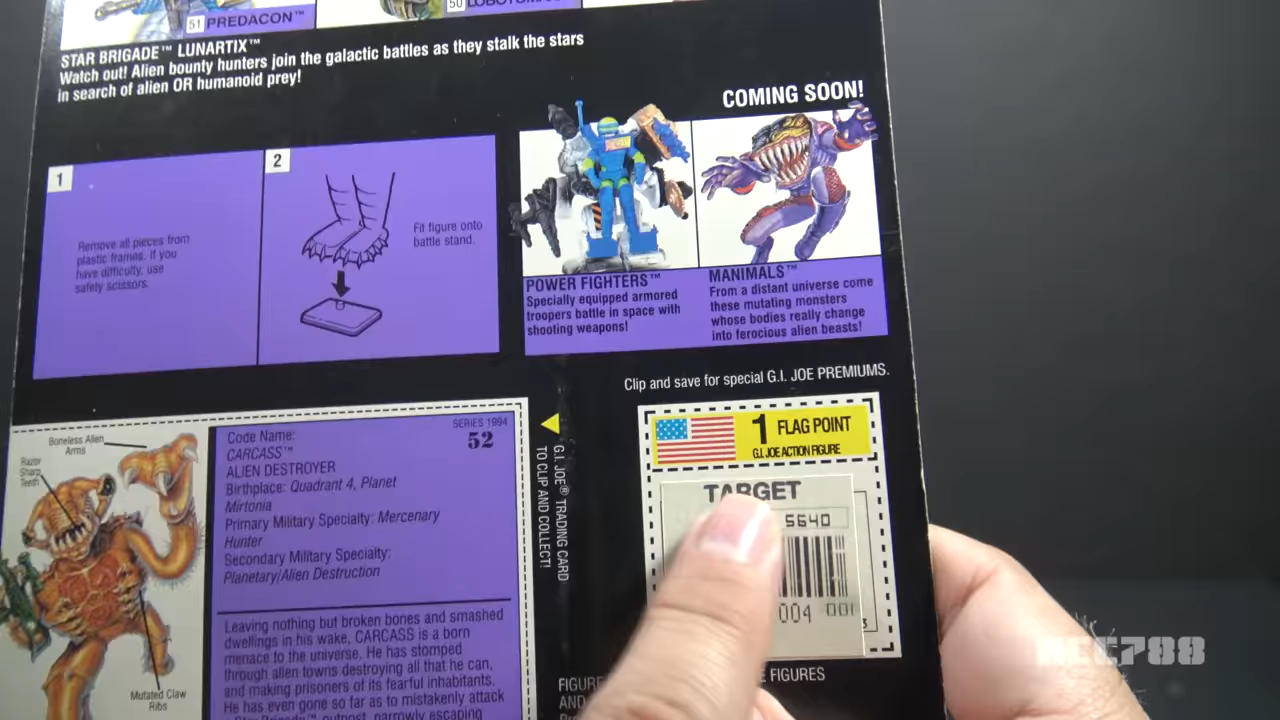 51 PREDACON™
50
STAR BRIGADE™ LUNARTIX™
Watch out! Alien bounty hunters join the galactic battles as they stalk the stars
in search of alien OR humanoid prey!
COMING SOON!
1
Remove all pieces from
plastic frames. If you
have difficulty, use
safety scissors.
2
Fit figure onto
battle stand.
POWER FIGHTERS™
Specially equipped armored
troopers battle in space with
shooting weapons!
MANIMALS™
From a distant universe come
these mutating monsters
whose bodies really change
into ferocious alien beasts!
Clip and save for special G.I. JOE PREMIUMS.
1 FLAG POINT
G.I. JOE ACTION FIGURE
TARGET
5640
004 001
3
G.I. JOE® TRADING CARD
TO CLIP AND COLLECT!
Boneless Alien
Arms
Razor
Sharp
Teeth
Mutated Claw
Ribs
SERIES 1994
52
Code Name:
CARCASS™
ALIEN DESTROYER
Birthplace: Quadrant 4, Planet
Mirtonia
Primary Military Specialty: Mercenary
Hunter
Secondary Military Specialty:
Planetary/Alien Destruction
Leaving nothing but broken bones and smashed
dwellings in his wake, CARCASS is a born
menace to the universe. He has stomped
through alien towns destroying all that he can,
and making prisoners of its fearful inhabitants.
He has even gone so far as to mistakenly attack
a Star Brigade™ outpost, narrowly escaping
FIGURE
FIGURES
AND
HCC788